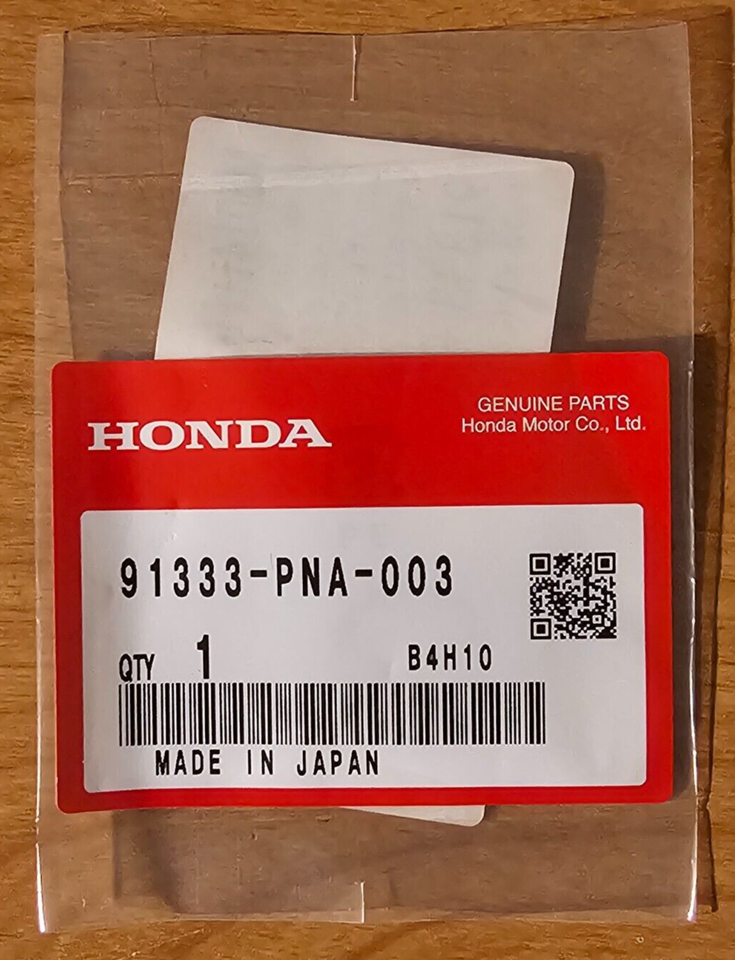 HONDA
GENUINE PARTS
Honda Motor Co., Ltd.
91333-PNA-003
QTY 1 B4H10
MADE IN JAPAN